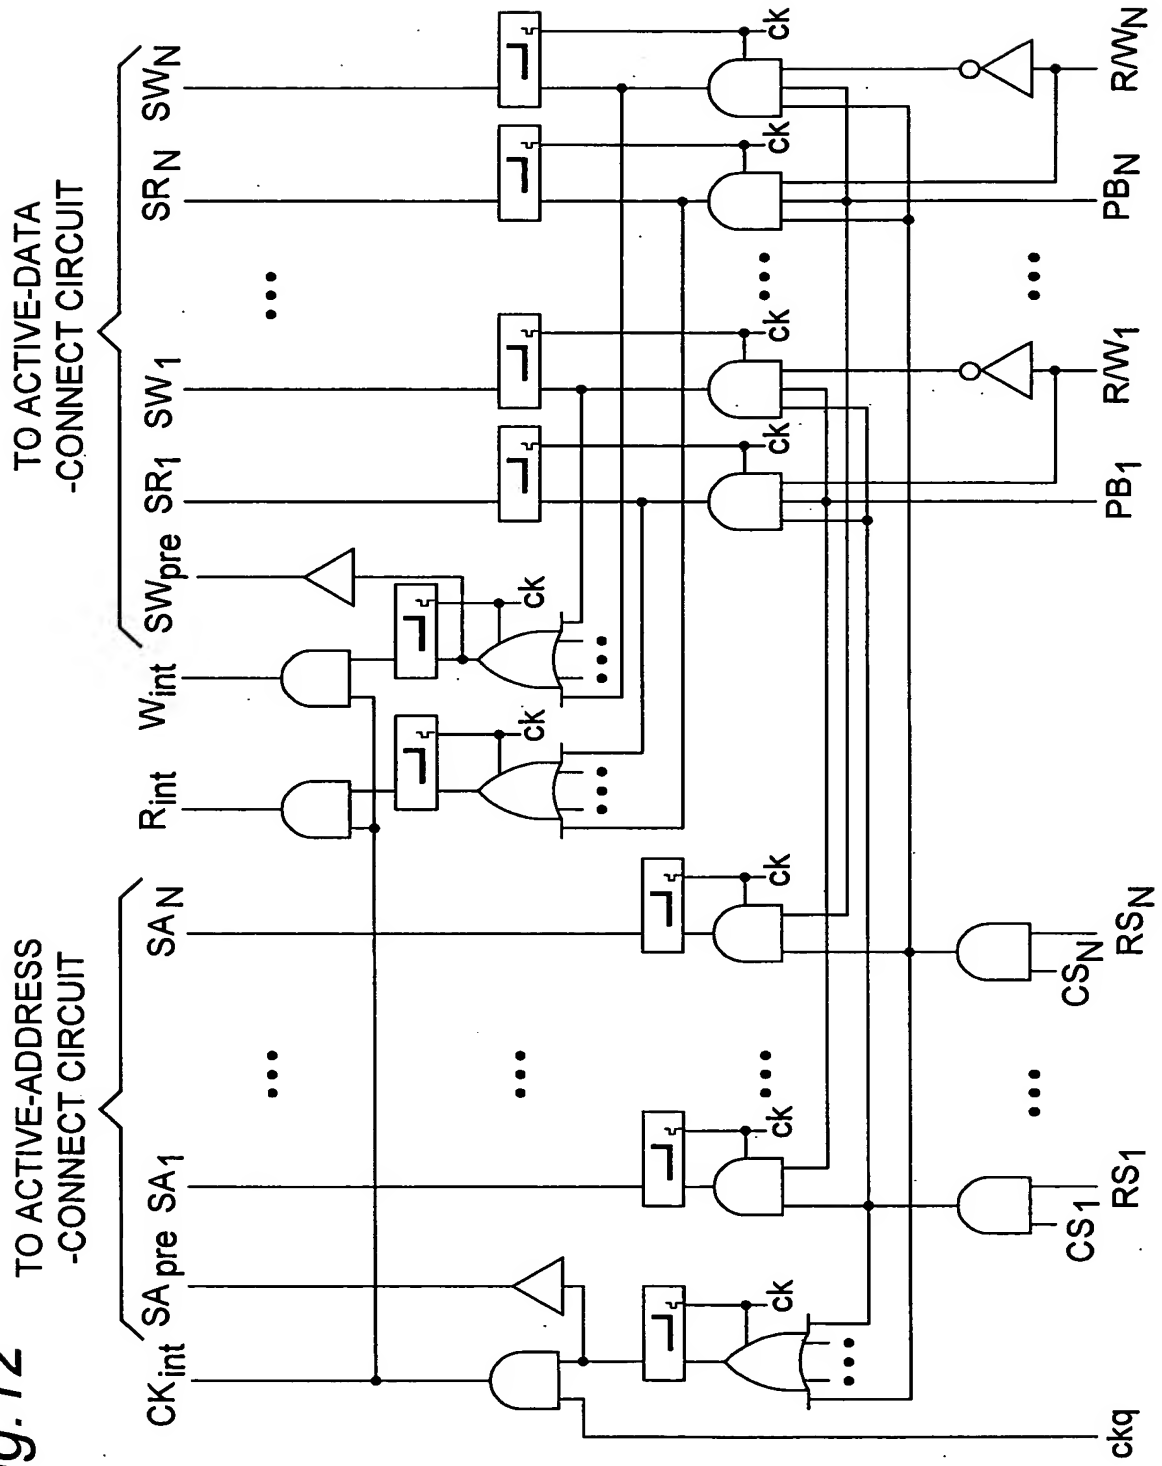 g. 12
TO ACTIVE-ADDRESS
-CONNECT CIRCUIT
TO ACTIVE-DATA
-CONNECT CIRCUIT
CKint
SApre
SA1
SAN
Rint
Wint
SWpre
SR1
SW1
SRN
SWN
ck
ck
ck
ck
ck
ck
ck
ck
ck
ckq
CS1
RS1
CSN
RSN
PB1
R/W1
PBN
R/WN